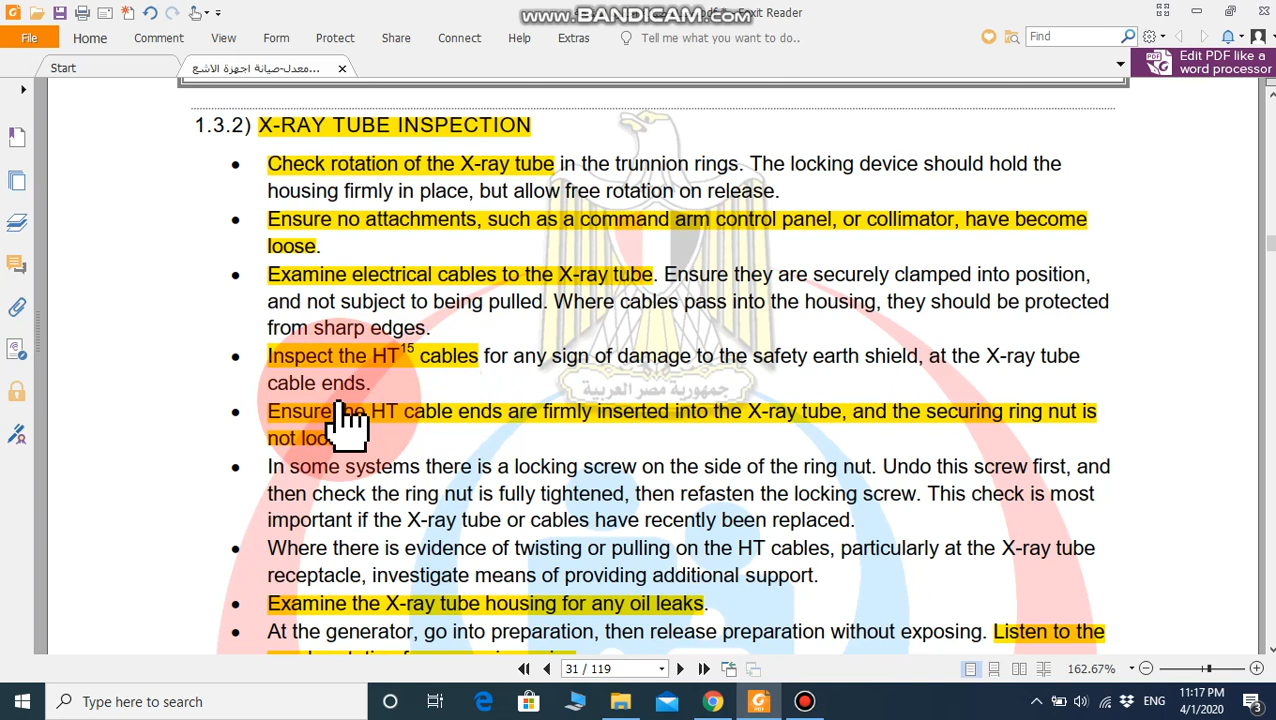 www.BANDICAM.com
.pdf - Foxit Reader
File
Home
Comment
View
Form
Protect
Share
Connect
Help
Extras
Tell me what you want to do..
Find
Start
معدل-صيانة اجهزة الاشع...
Edit PDF like a
word processor
1.3.2) X-RAY TUBE INSPECTION
• Check rotation of the X-ray tube in the trunnion rings. The locking device should hold the
housing firmly in place, but allow free rotation on release.
• Ensure no attachments, such as a command arm control panel, or collimator, have become
loose.
• Examine electrical cables to the X-ray tube. Ensure they are securely clamped into position,
and not subject to being pulled. Where cables pass into the housing, they should be protected
from sharp edges.
• Inspect the HT15 cables for any sign of damage to the safety earth shield, at the X-ray tube
cable ends.
• Ensure the HT cable ends are firmly inserted into the X-ray tube, and the securing ring nut is
not loo
• In some systems there is a locking screw on the side of the ring nut. Undo this screw first, and
then check the ring nut is fully tightened, then refasten the locking screw. This check is most
important if the X-ray tube or cables have recently been replaced.
• Where there is evidence of twisting or pulling on the HT cables, particularly at the X-ray tube
receptacle, investigate means of providing additional support.
• Examine the X-ray tube housing for any oil leaks.
• At the generator, go into preparation, then release preparation without exposing. Listen to the
جمهورية مصر العربية
31 / 119
162.67%
Type here to search
ENG
11:17 PM
4/1/2020
3